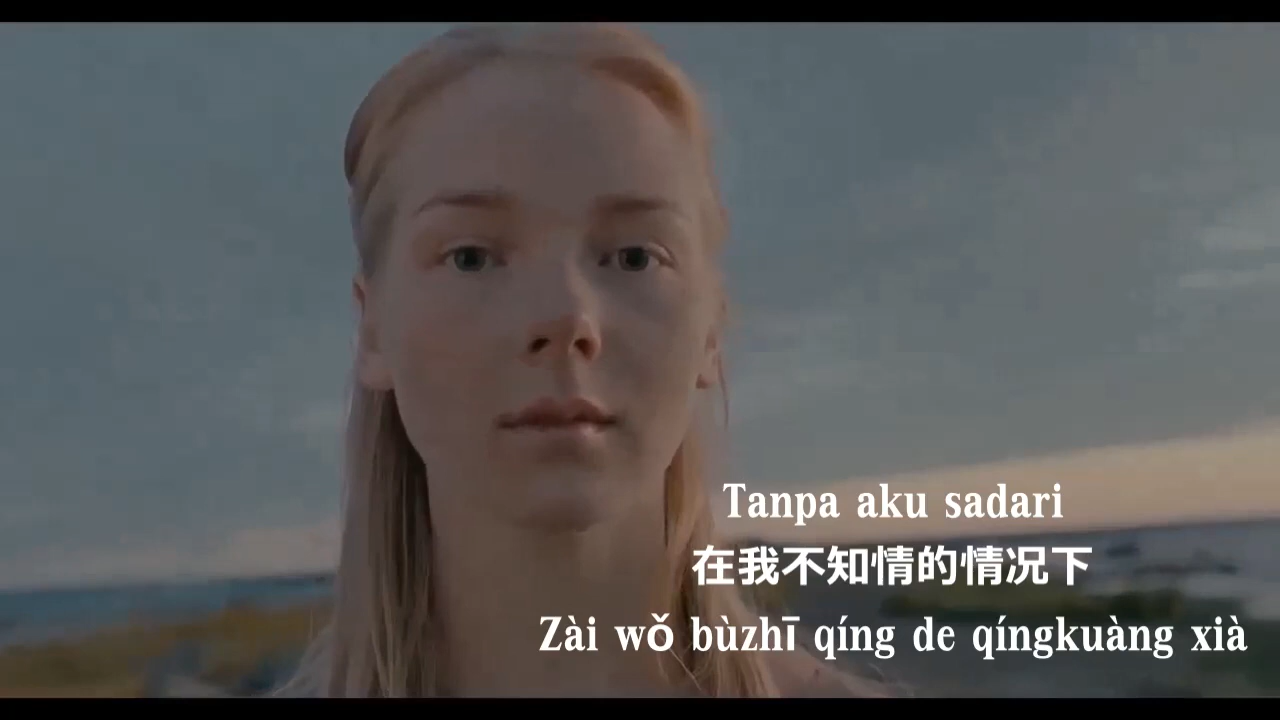 Tanpa aku sadari
在我不知情的情况下
Zài wǒ bùzhī qíng de qíngkuàng xià